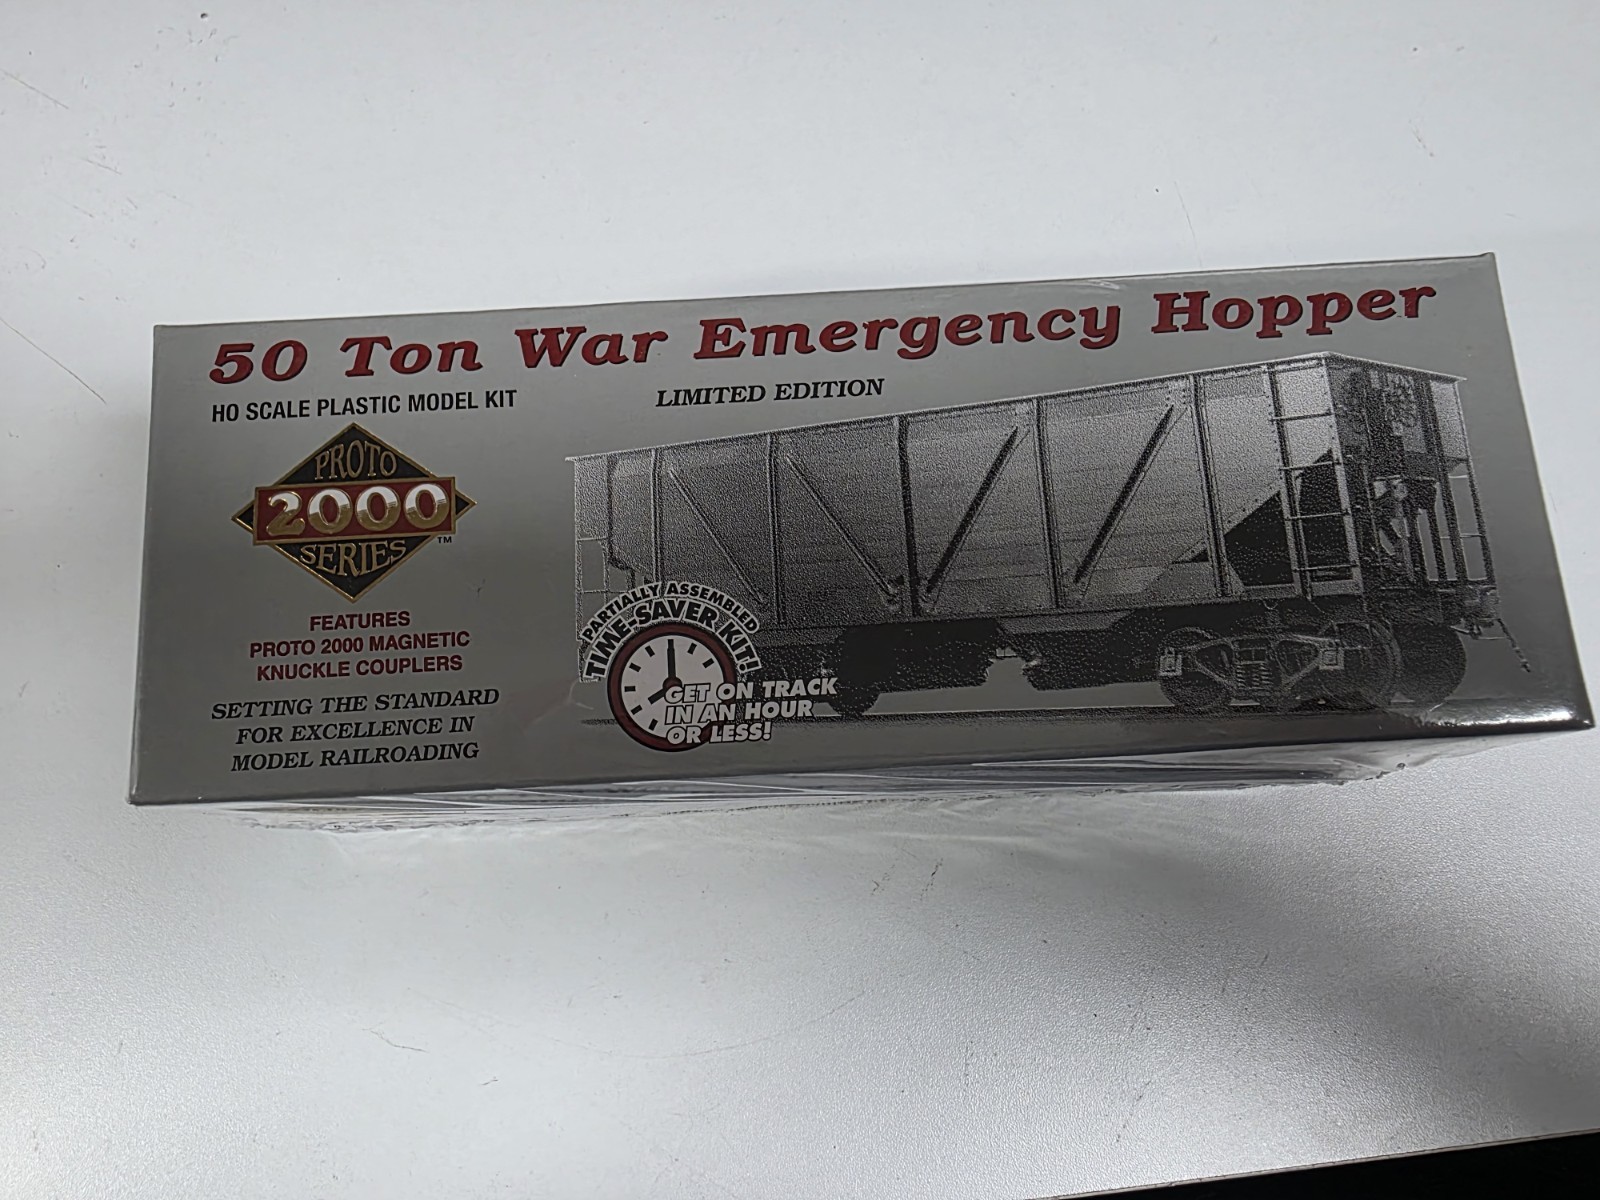 50 Ton War Emergency Hopper
HO SCALE PLASTIC MODEL KIT
LIMITED EDITION
PROTO
2000
SERIES™
FEATURES
PROTO 2000 MAGNETIC
KNUCKLE COUPLERS
SETTING THE STANDARD
FOR EXCELLENCE IN
MODEL RAILROADING
PARTIALLY ASSEMBLED
TIME-SAVER KIT!
GET ON TRACK
IN AN HOUR
OR LESS!